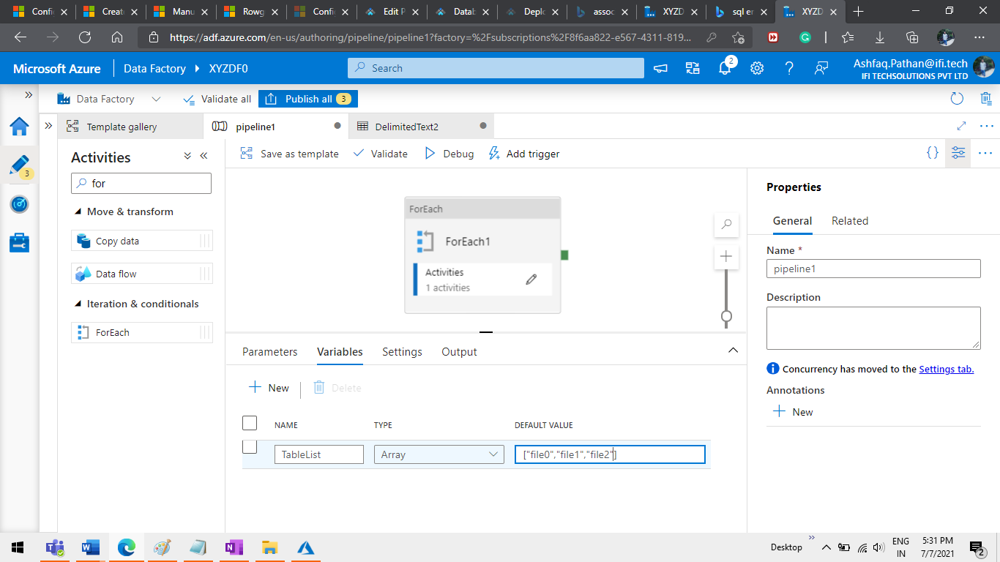 Confi
Create
Manu
Rowg
Config
Edit P
Datab
Deplo
assoc
XYZD
sql er
XYZD
https://adf.azure.com/en-us/authoring/pipeline/pipeline1?factory=%2Fsubscriptions%2F8f6aa822-e567-4311-819...
Microsoft Azure
Data Factory
XYZDF0
Search
2
Ashfaq.Pathan@ifi.tech
IFI TECHSOLUTIONS PVT LTD
Data Factory
Validate all
Publish all 3
Template gallery
pipeline1
DelimitedText2
Activities
Save as template
Validate
Debug
Add trigger
{}
3
for
Properties
Move & transform
ForEach
General
Related
Copy data
ForEach1
Name *
pipeline1
Data flow
Activities
1 activities
Description
Iteration & conditionals
ForEach
Parameters
Variables
Settings
Output
Concurrency has moved to the Settings tab.
New
Delete
Annotations
New
NAME
TYPE
DEFAULT VALUE
TableList
Array
["file0","file1","file2"]
Desktop
ENG
IN
5:31 PM
7/7/2021
2